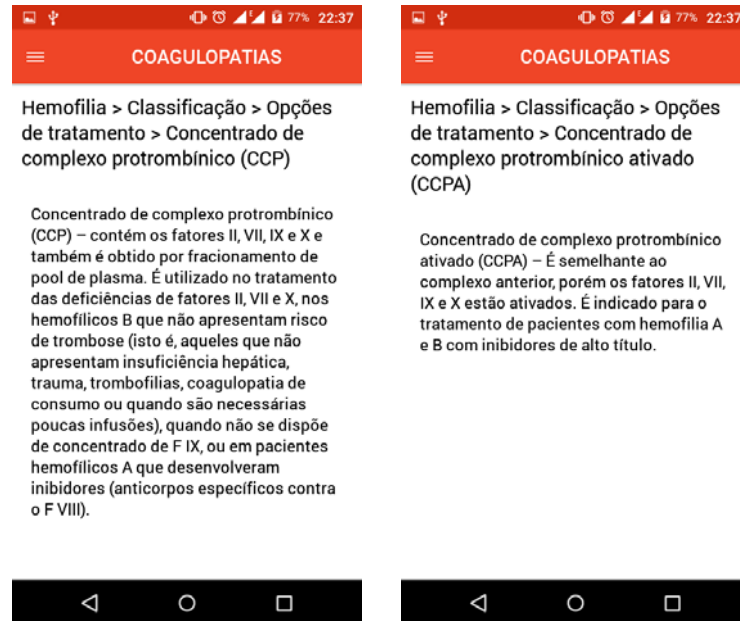 77% 22:37
COAGULOPATIAS
Hemofilia > Classificação > Opções
de tratamento > Concentrado de
complexo protrombínico (CCP)
Concentrado de complexo protrombínico
(CCP) – contém os fatores II, VII, IX e X e
também é obtido por fracionamento de
pool de plasma. É utilizado no tratamento
das deficiências de fatores II, VII e X, nos
hemofílicos B que não apresentam risco
de trombose (isto é, aqueles que não
apresentam insuficiência hepática,
trauma, trombofilias, coagulopatia de
consumo ou quando são necessárias
poucas infusões), quando não se dispõe
de concentrado de F IX, ou em pacientes
hemofílicos A que desenvolveram
inibidores (anticorpos específicos contra
o F VIII).
77% 22:37
COAGULOPATIAS
Hemofilia > Classificação > Opções
de tratamento > Concentrado de
complexo protrombínico ativado
(CCPA)
Concentrado de complexo protrombínico
ativado (CCPA) – É semelhante ao
complexo anterior, porém os fatores II, VII,
IX e X estão ativados. É indicado para o
tratamento de pacientes com hemofilia A
e B com inibidores de alto título.